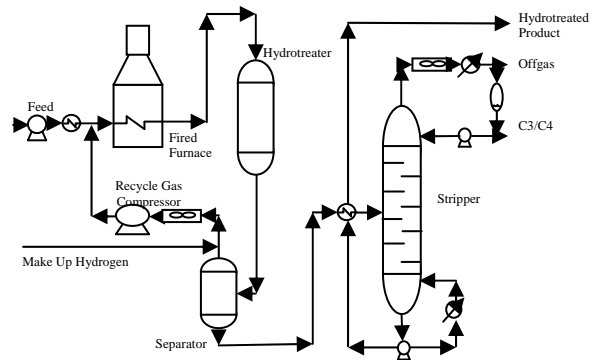 Hydrotreated
Product
Hydrotreater
Offgas
Feed
C3/C4
Fired
Furnace
Recycle Gas
Compressor
Stripper
Make Up Hydrogen
Separator